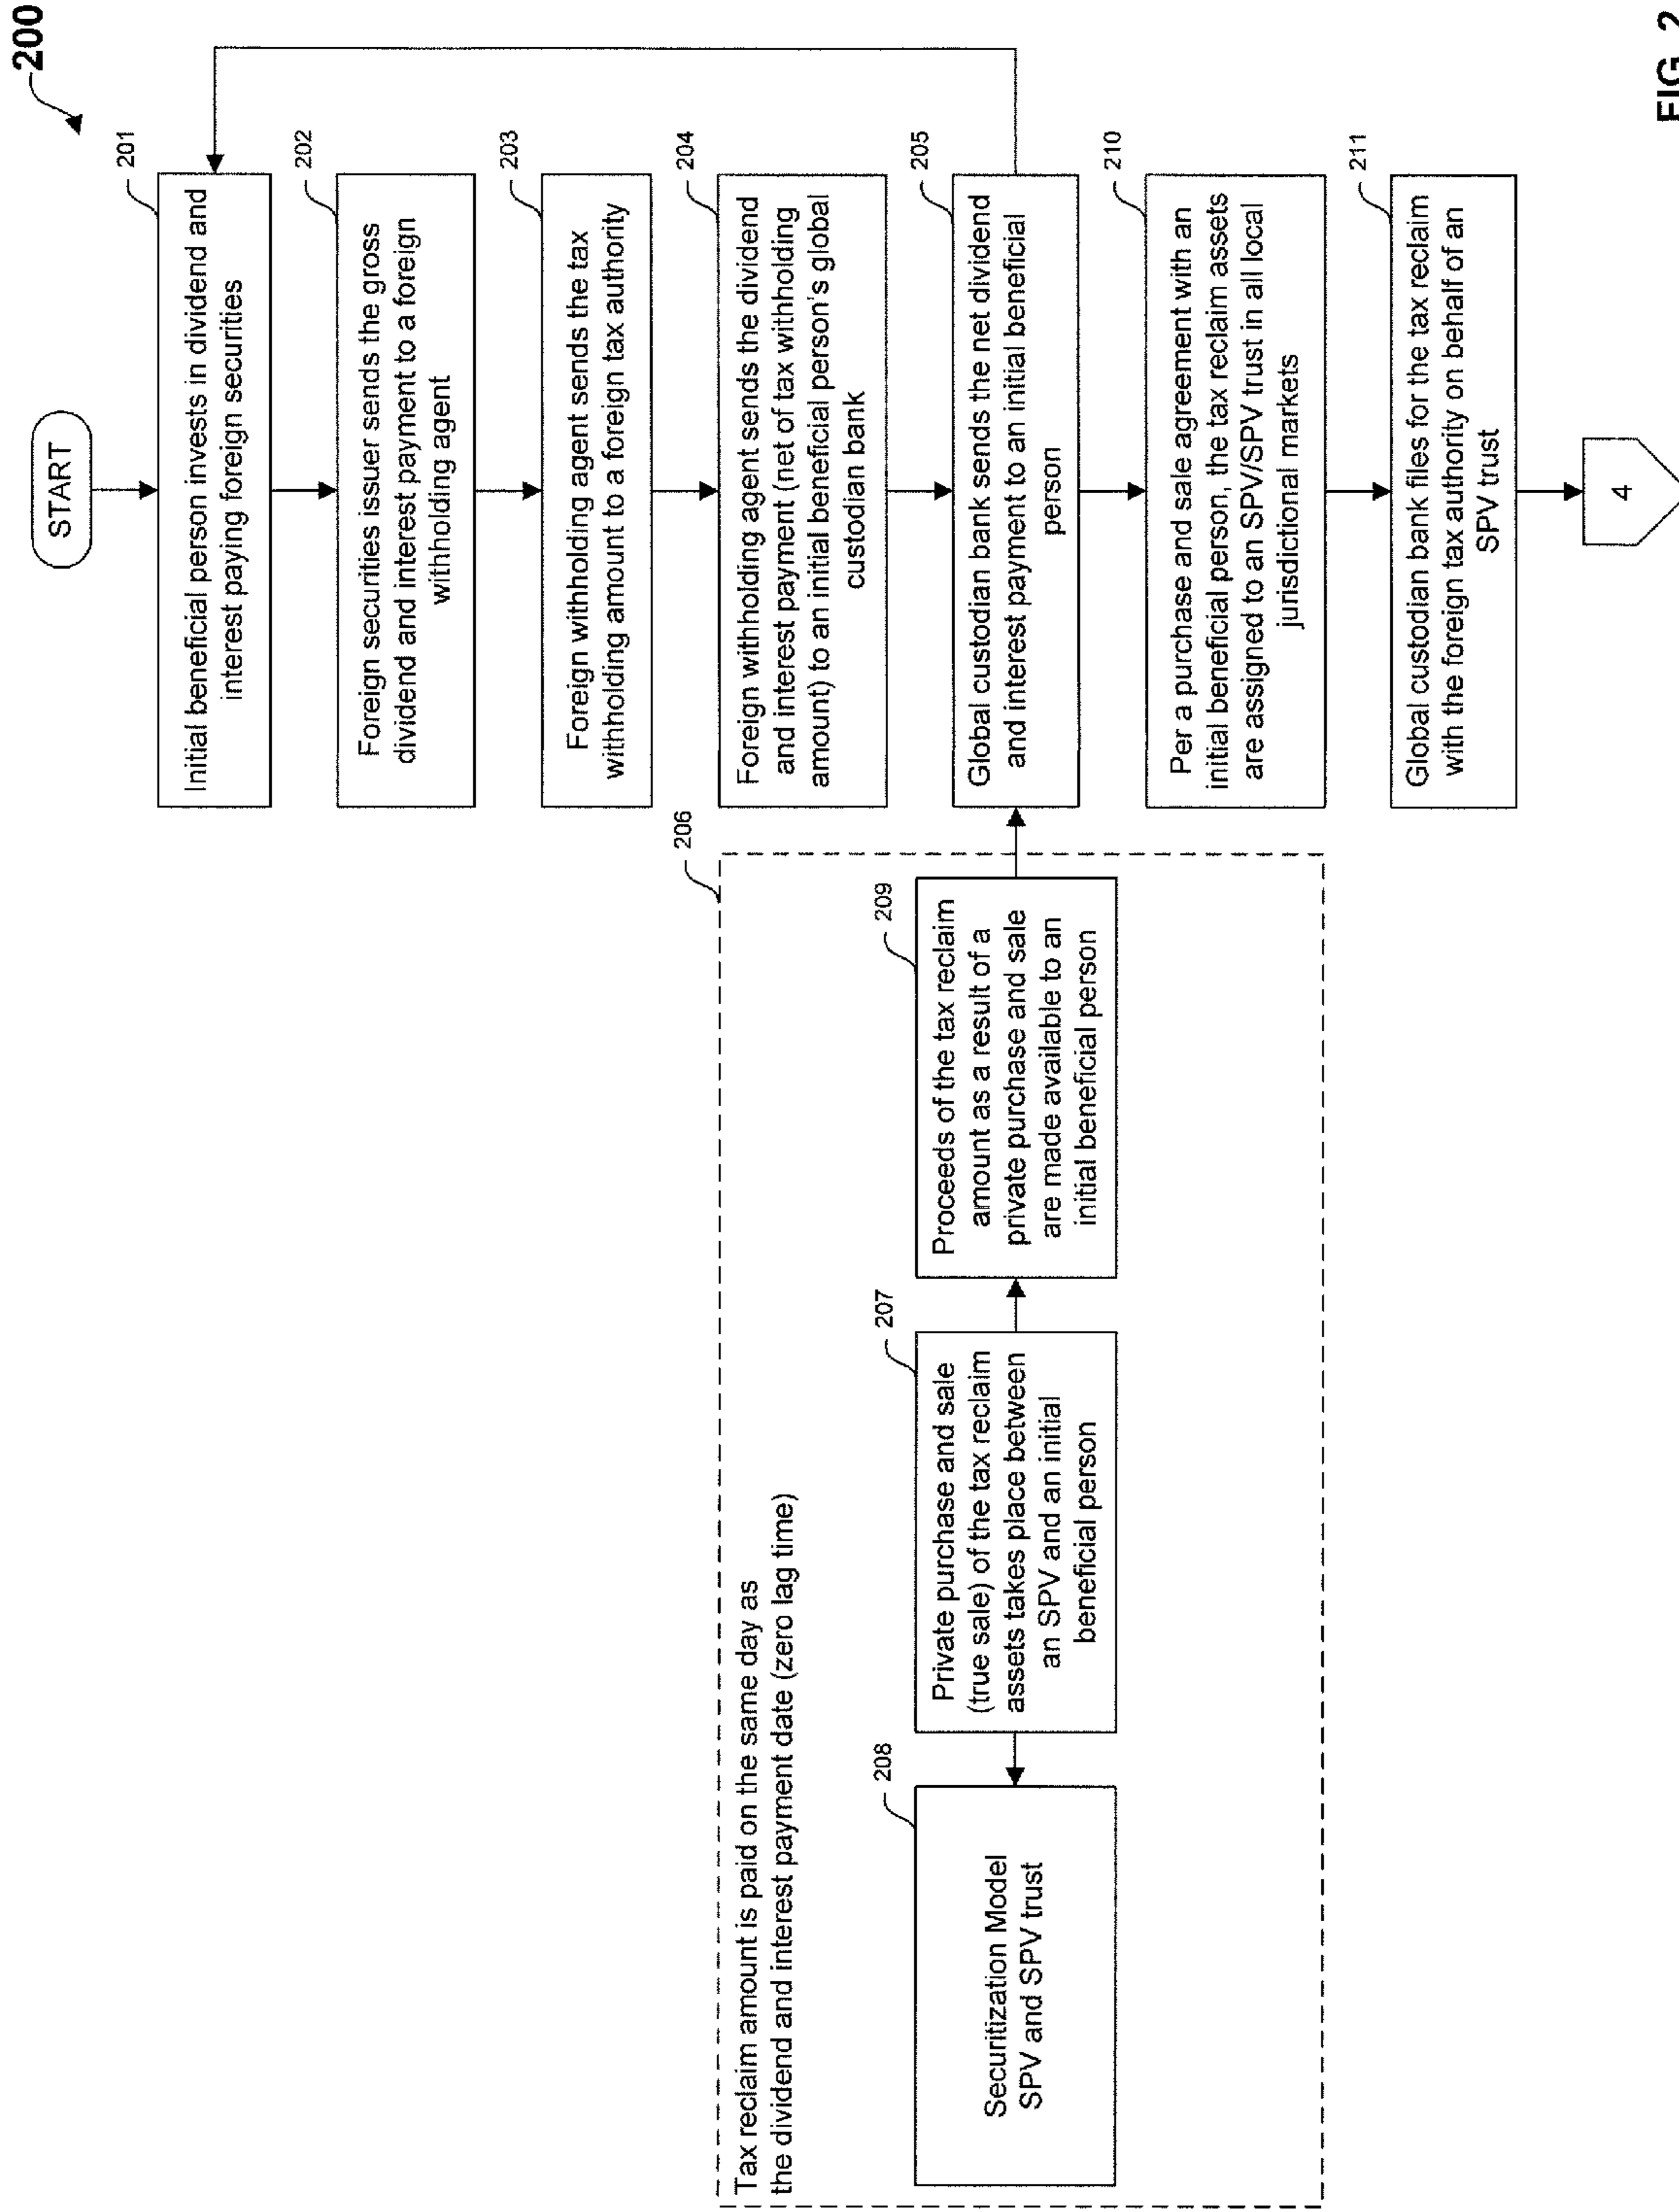 200
START
201
Initial beneficial person invests in dividend and
interest paying foreign securities
202
Foreign securities issuer sends the gross
dividend and interest payment to a foreign
withholding agent
203
Foreign withholding agent sends the tax
withholding amount to a foreign tax authority
204
Foreign withholding agent sends the dividend
and interest payment (net of tax withholding
amount) to an initial beneficial person's global
custodian bank
205
Global custodian bank sends the net dividend
and interest payment to an initial beneficial
person
206
Tax reclaim amount is paid on the same day as
the dividend and interest payment date (zero lag time)
208
Securitization Model
SPV and SPV trust
207
Private purchase and sale
(true sale) of the tax reclaim
assets takes place between
an SPV and an initial
beneficial person
209
Proceeds of the tax reclaim
amount as a result of a
private purchase and sale
are made available to an
initial beneficial person
210
Per a purchase and sale agreement with an
initial beneficial person, the tax reclaim assets
are assigned to an SPV/SPV trust in all local
jurisdictional markets
211
Global custodian bank files for the tax reclaim
with the foreign tax authority on behalf of an
SPV trust
4
FIG. 2